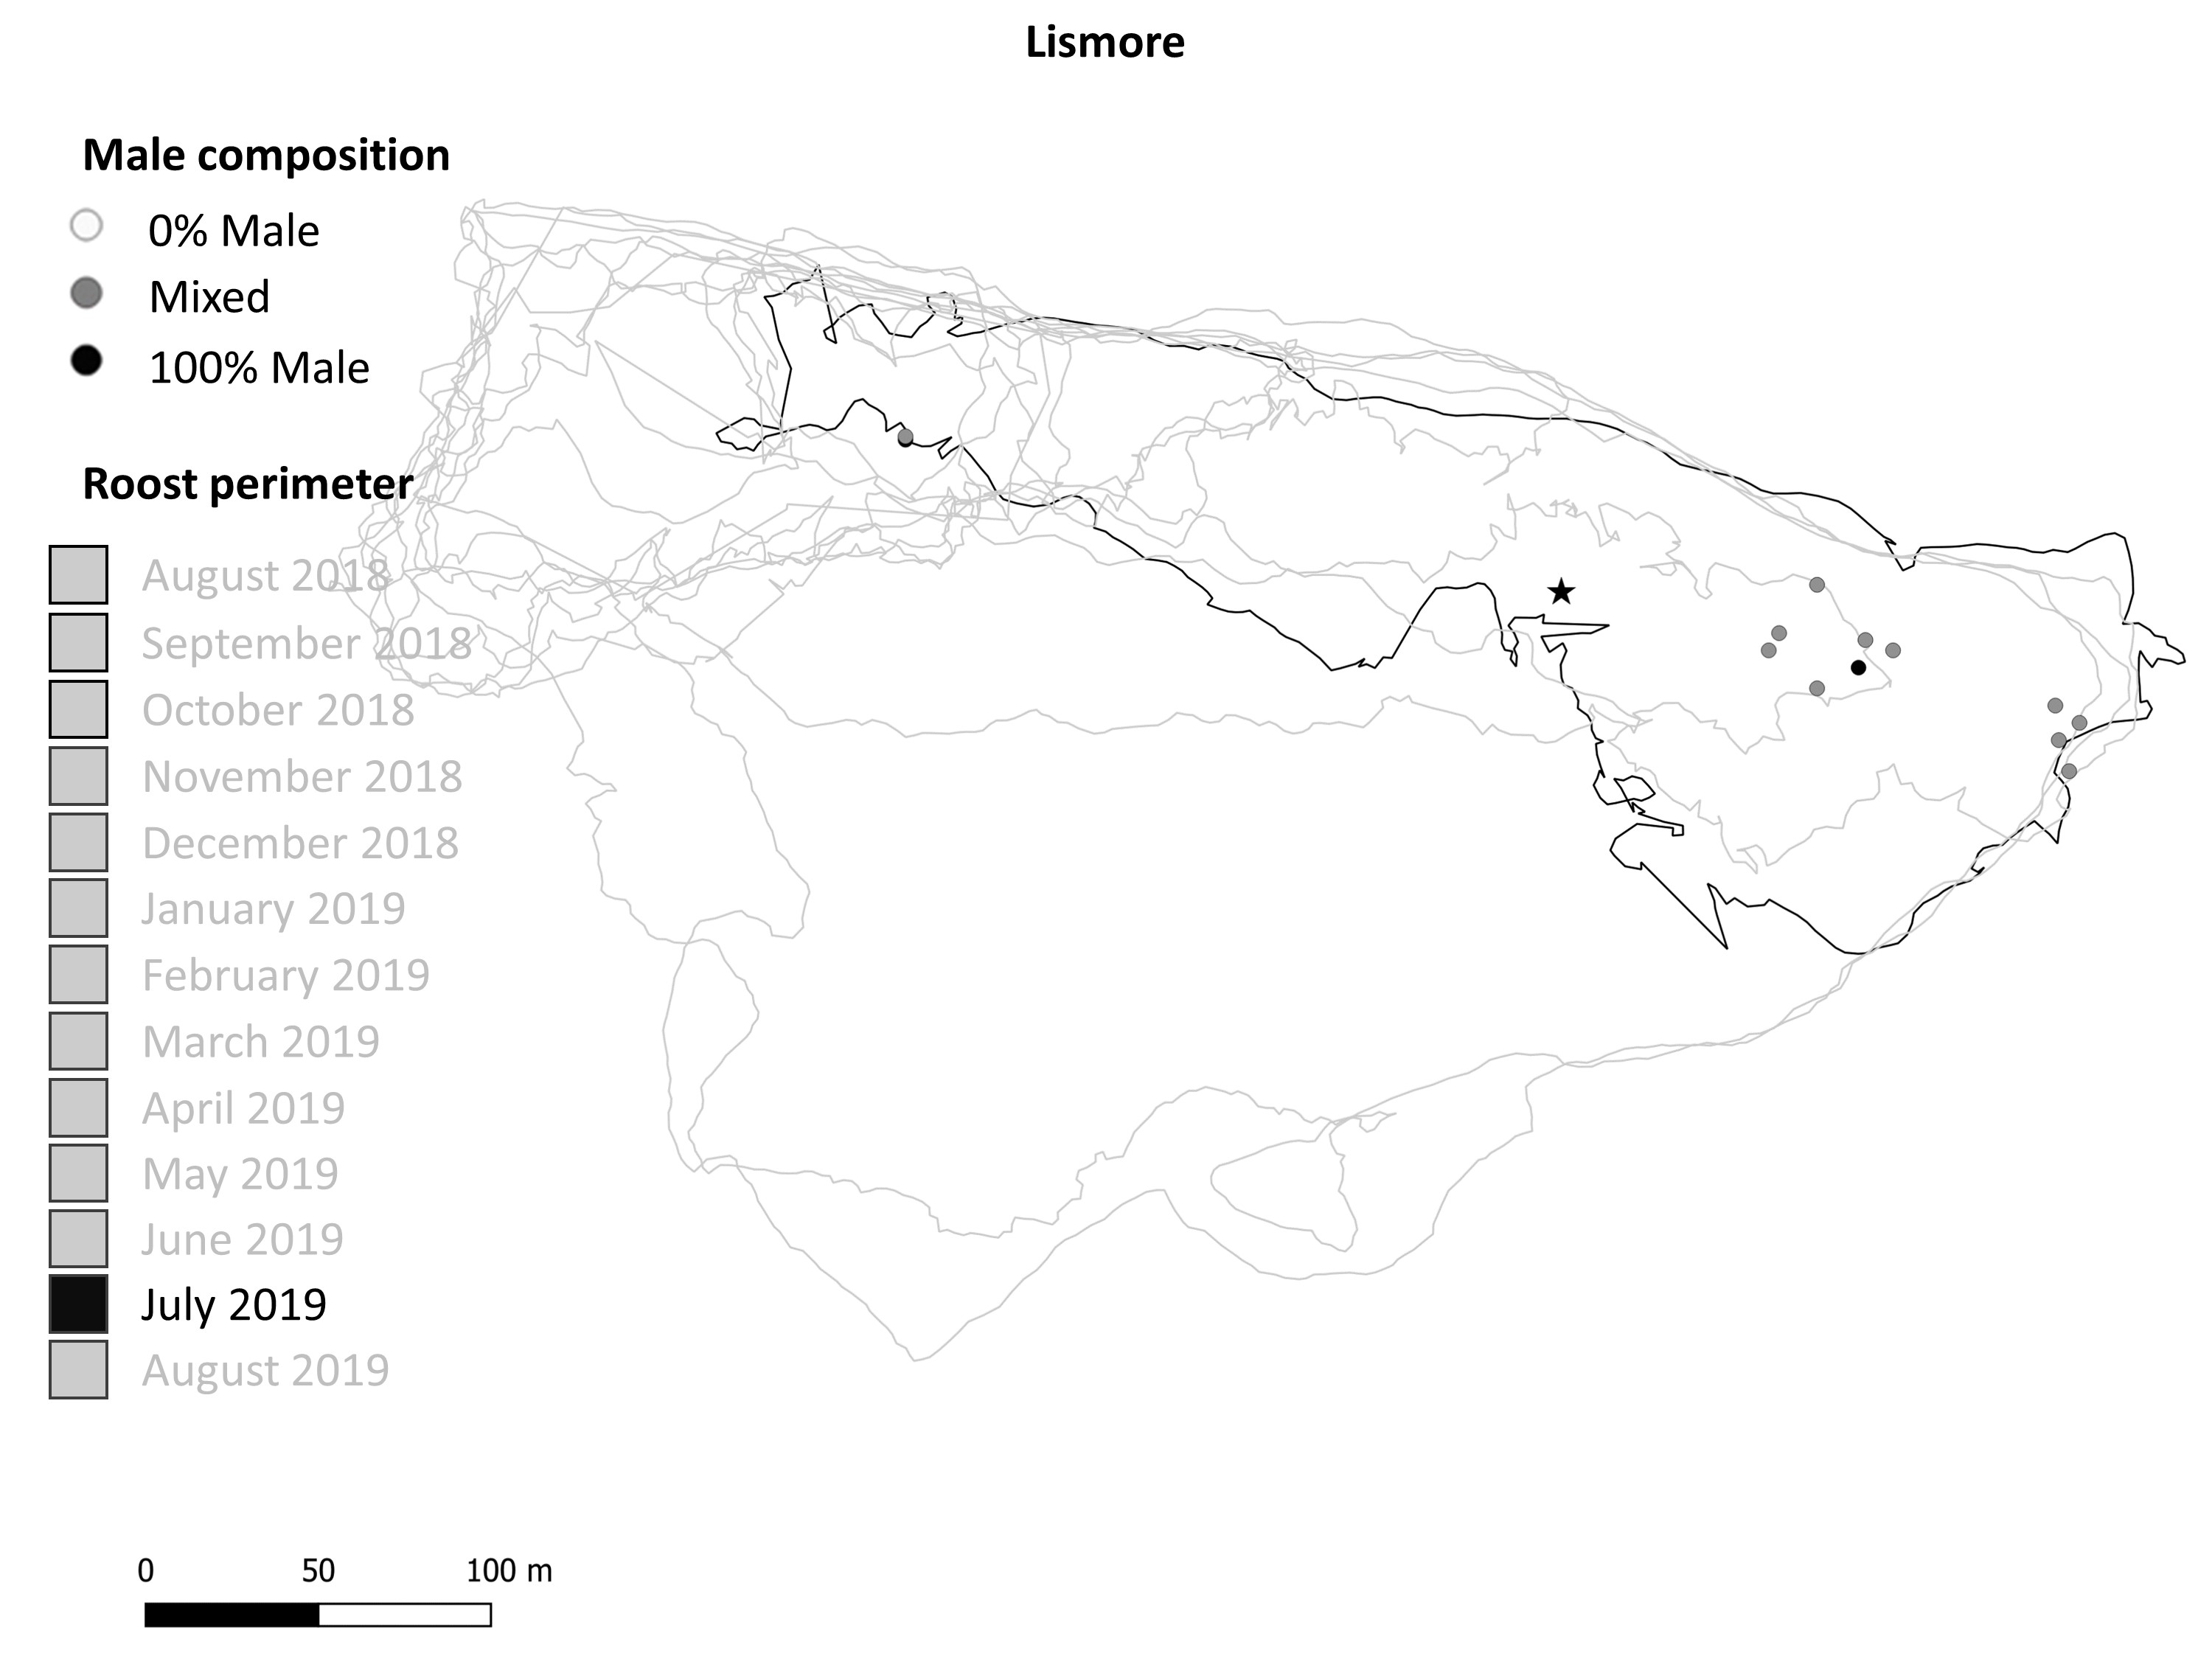 Lismore
Male composition
0% Male
Mixed
100% Male
Roost perimeter
August 2018
September 2018
October 2018
November 2018
December 2018
January 2019
February 2019
March 2019
April 2019
May 2019
June 2019
July 2019
August 2019
0 50 100 m